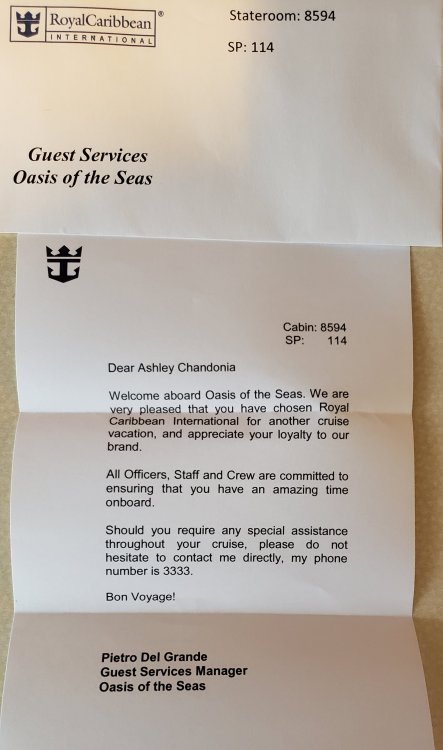 RoyalCaribbean®
INTERNATIONAL
Stateroom: 8594
SP: 114
Guest Services
Oasis of the Seas
Cabin: 8594
SP: 114
Dear Ashley Chandonia
Welcome aboard Oasis of the Seas. We are
very pleased that you have chosen Royal
Caribbean International for another cruise
vacation, and appreciate your loyalty to our
brand.
All Officers, Staff and Crew are committed to
ensuring that you have an amazing time
onboard.
Should you require any special assistance
throughout your cruise, please do not
hesitate to contact me directly, my phone
number is 3333.
Bon Voyage!
Pietro Del Grande
Guest Services Manager
Oasis of the Seas